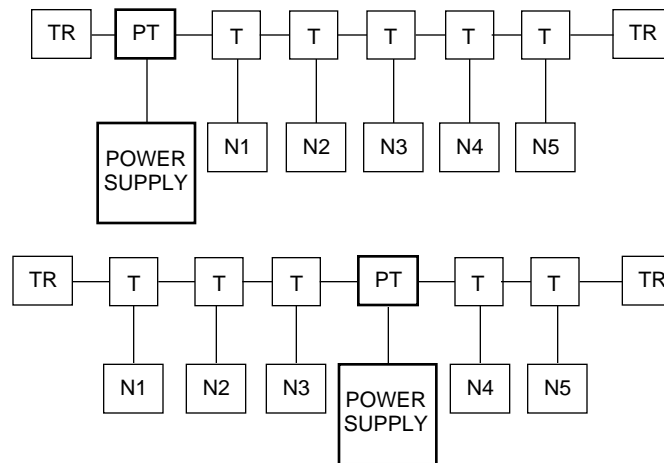 TR PT T T T T T TR
POWER
SUPPLY
N1 N2 N3 N4 N5
TR T T T PT T T TR
N1 N2 N3 POWER
SUPPLY N4 N5